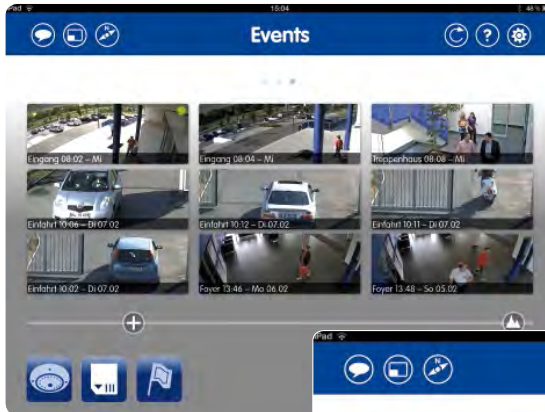 iPad 15:04 48%
N
Events
?
Eingang 08:02 – Mi
Eingang 08:04 – Mi
Treppenhaus 08:08 – Mi
Einfahrt 10:06 – Di 07.02
Einfahrt 10:12 – Di 07.02
Einfahrt 10:11 – Di 07.02
Einfahrt 10:02 – Di 07.02
Foyer 13:46 – Mo 06.02
Foyer 13:48 – So 05.02
iPad
N